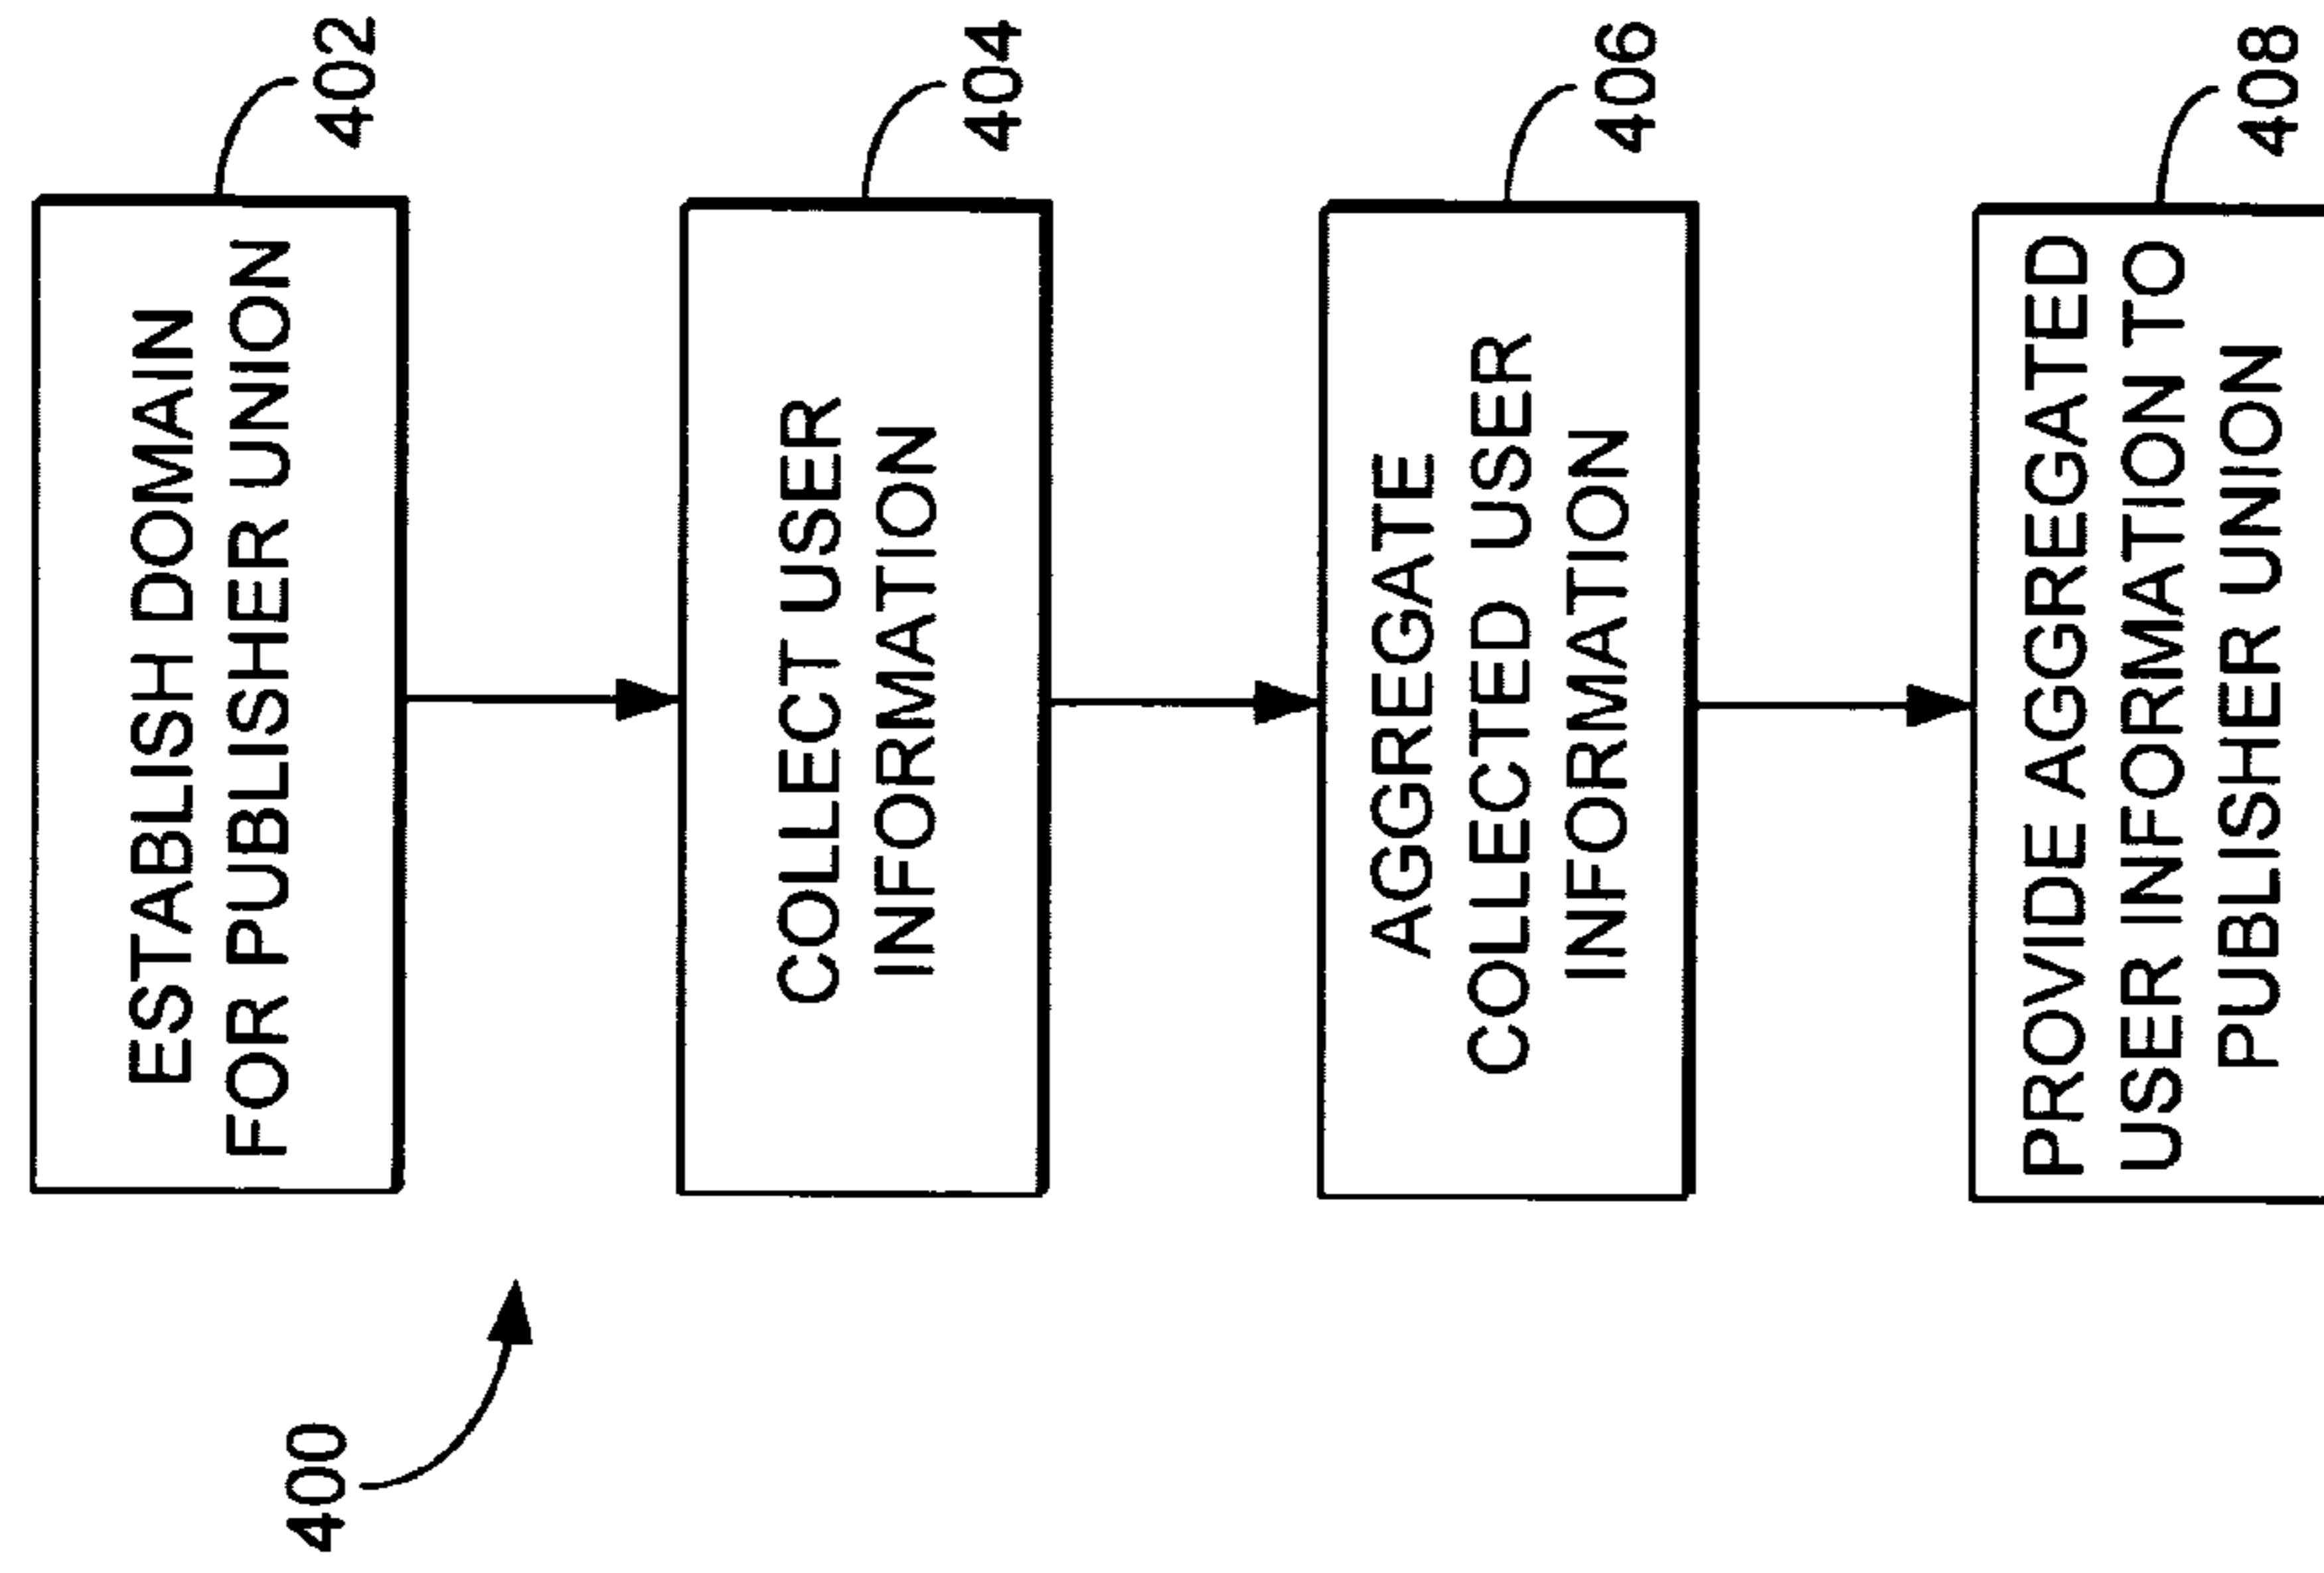 400
402
ESTABLISH DOMAIN
FOR PUBLISHER UNION
404
COLLECT USER
INFORMATION
406
AGGREGATE
COLLECTED USER
INFORMATION
408
PROVIDE AGGREGATED
USER INFORMATION TO
PUBLISHER UNION